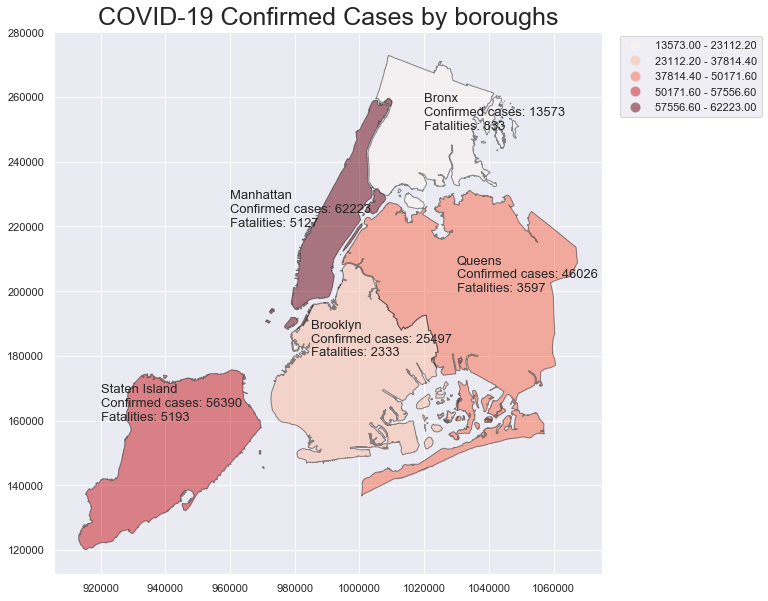 COVID-19 Confirmed Cases by boroughs
280000
260000
240000
220000
200000
180000
160000
140000
120000
920000
940000
960000
980000
1000000
1020000
1040000
1060000
Bronx
Confirmed cases: 13573
Fatalities: 833
Manhattan
Confirmed cases: 62223
Fatalities: 5127
Queens
Confirmed cases: 46026
Fatalities: 3597
Brooklyn
Confirmed cases: 25497
Fatalities: 2333
Staten Island
Confirmed cases: 56390
Fatalities: 5193
13573.00 - 23112.20
23112.20 - 37814.40
37814.40 - 50171.60
50171.60 - 57556.60
57556.60 - 62223.00